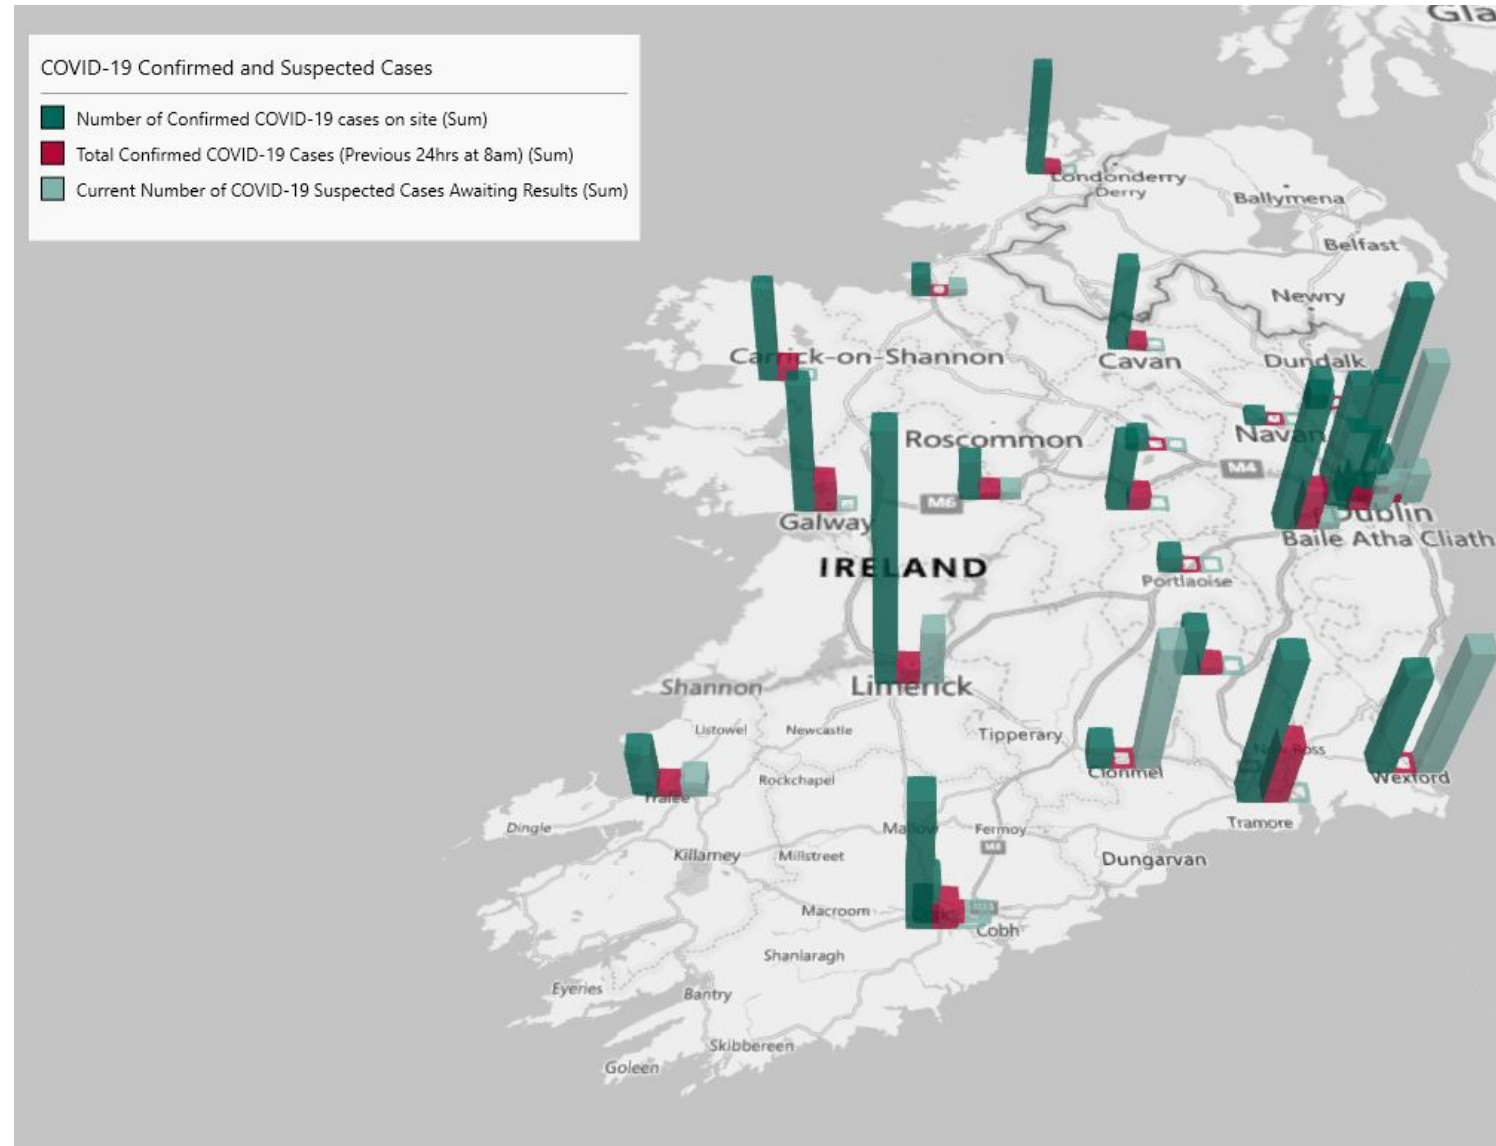 Gla
COVID-19 Confirmed and Suspected Cases
Number of Confirmed COVID-19 cases on site (Sum)
Total Confirmed COVID-19 Cases (Previous 24hrs at 8am) (Sum)
Current Number of COVID-19 Suspected Cases Awaiting Results (Sum)
Londonderry
Derry
Ballymena
Belfast
Newry
Carrick-on-Shannon
Cavan
Dundalk
Roscommon
Navan
M4
M6
Galway
Dublin
Baile Atha Cliath
IRELAND
Portlaoise
Shannon
Limerick
Listowel
Newcastle
Tipperary
New Ross
Clonmel
Wexford
Rockchapel
Tralee
Tramore
Dingle
Mallow
Fermoy
M8
Killarney
Millstreet
Dungarvan
Macroom
Cobh
Shanlaragh
Eyeries
Bantry
Skibbereen
Goleen